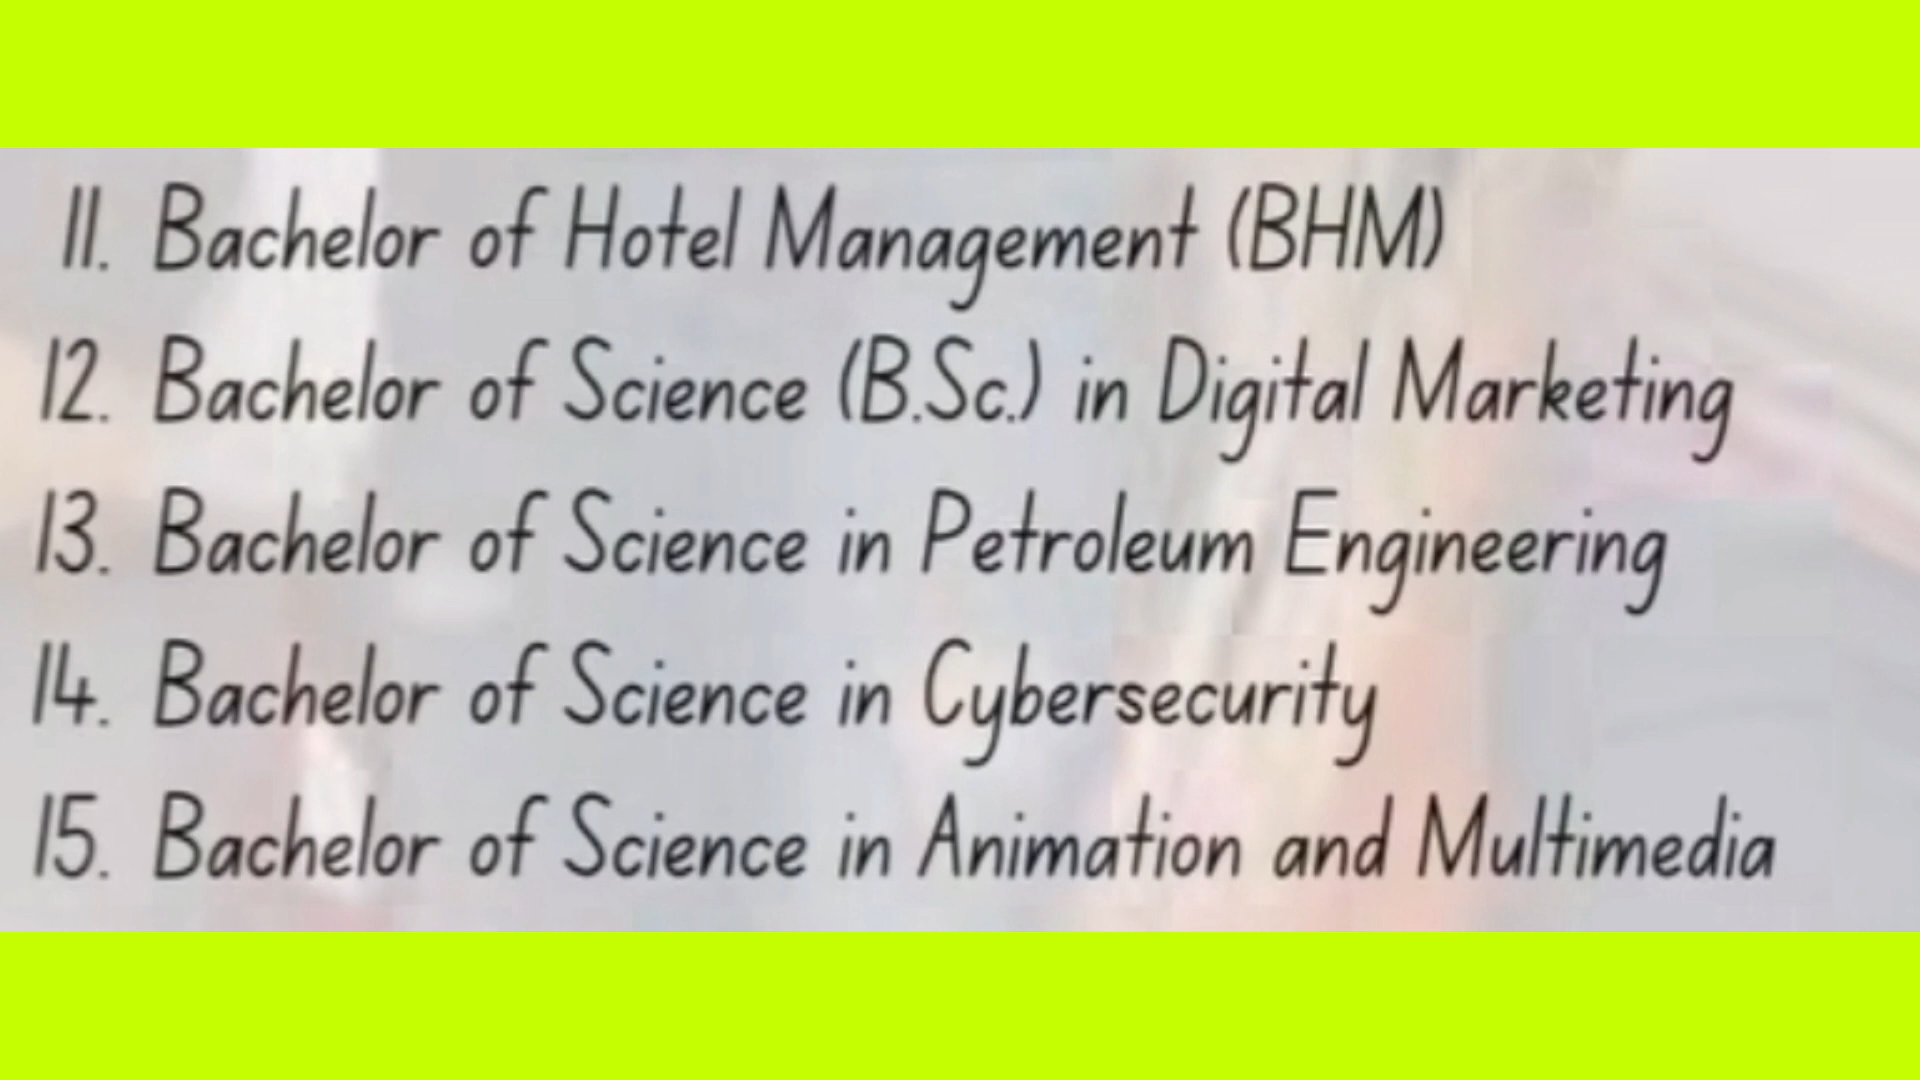 11. Bachelor of Hotel Management (BHM)
12. Bachelor of Science (B.Sc.) in Digital Marketing
13. Bachelor of Science in Petroleum Engineering
14. Bachelor of Science in Cybersecurity
15. Bachelor of Science in Animation and Multimedia